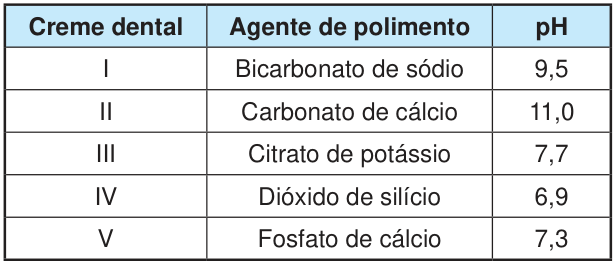 Creme dental Agente de polimento pH
I Bicarbonato de sódio 9,5
II Carbonato de cálcio 11,0
III Citrato de potássio 7,7
IV Dióxido de silício 6,9
V Fosfato de cálcio 7,3